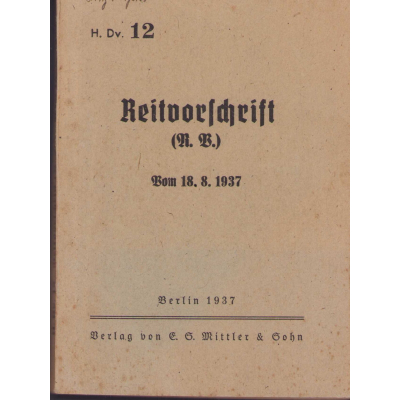 H. Dv. 12
Reitvorschrift
(R. V.)
Vom 18. 8. 1937
Berlin 1937
Verlag von E. S. Mittler & Sohn